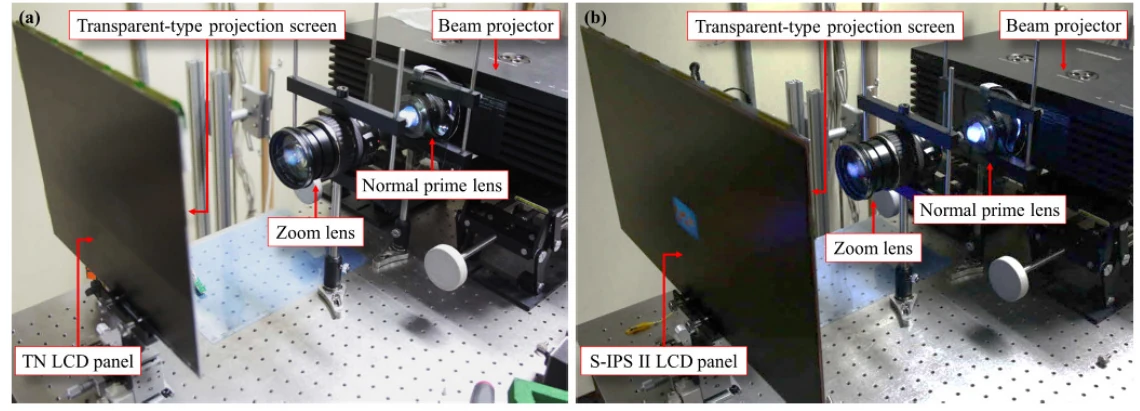 (a)
Transparent-type projection screen
Beam projector
Normal prime lens
Zoom lens
TN LCD panel
(b)
Transparent-type projection screen
Beam projector
Normal prime lens
Zoom lens
S-IPS II LCD panel